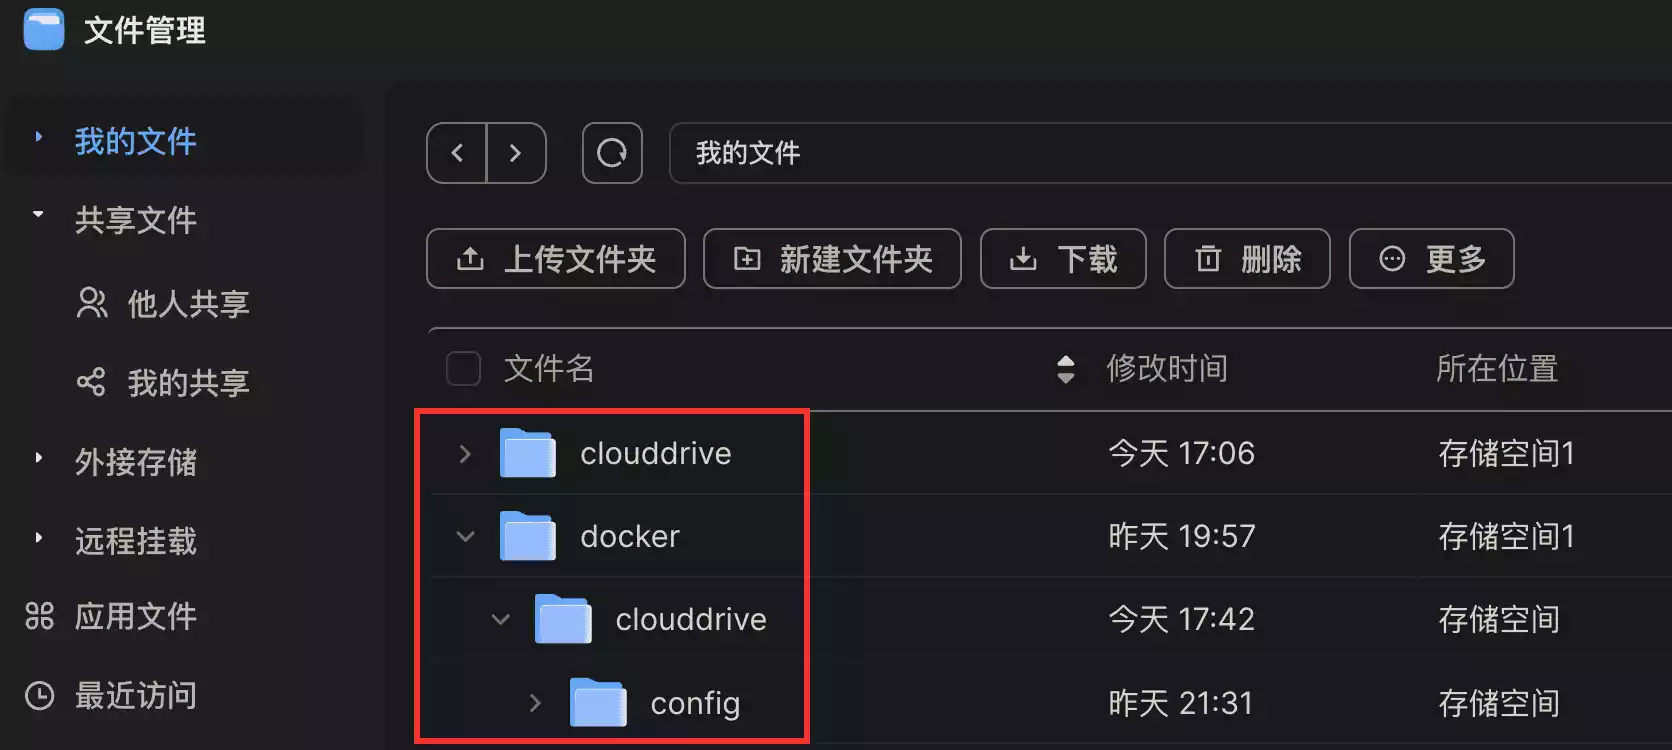 文件管理
我的文件
共享文件
他人共享
我的共享
外接存储
远程挂载
应用文件
最近访问
我的文件
上传文件夹 新建文件夹 下载 删除 更多
文件名 修改时间 所在位置
clouddrive 今天 17:06 存储空间1
docker 昨天 19:57 存储空间1
clouddrive 今天 17:42 存储空间
config 昨天 21:31 存储空间